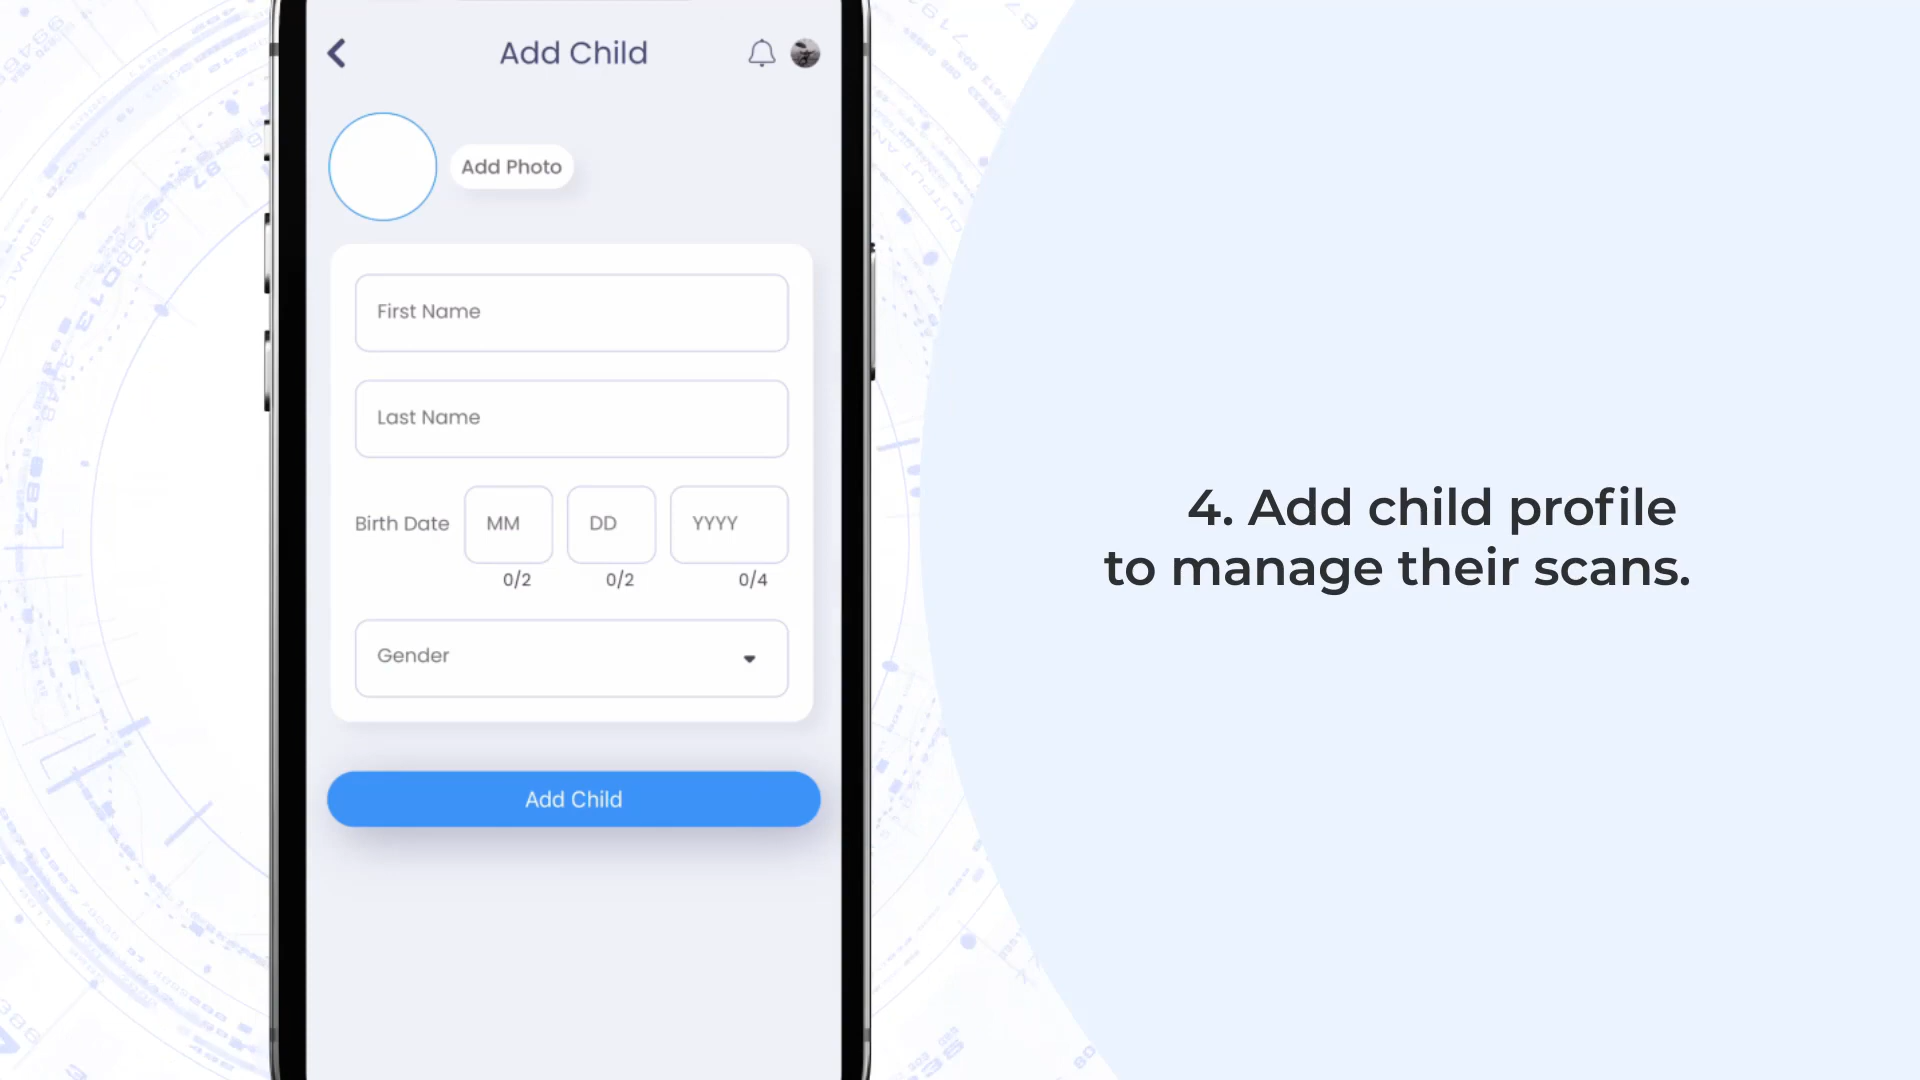 Add Child
Add Photo
First Name
Last Name
Birth Date
MM
DD
YYYY
0/2
0/2
0/4
Gender
Add Child
4. Add child profile
to manage their scans.